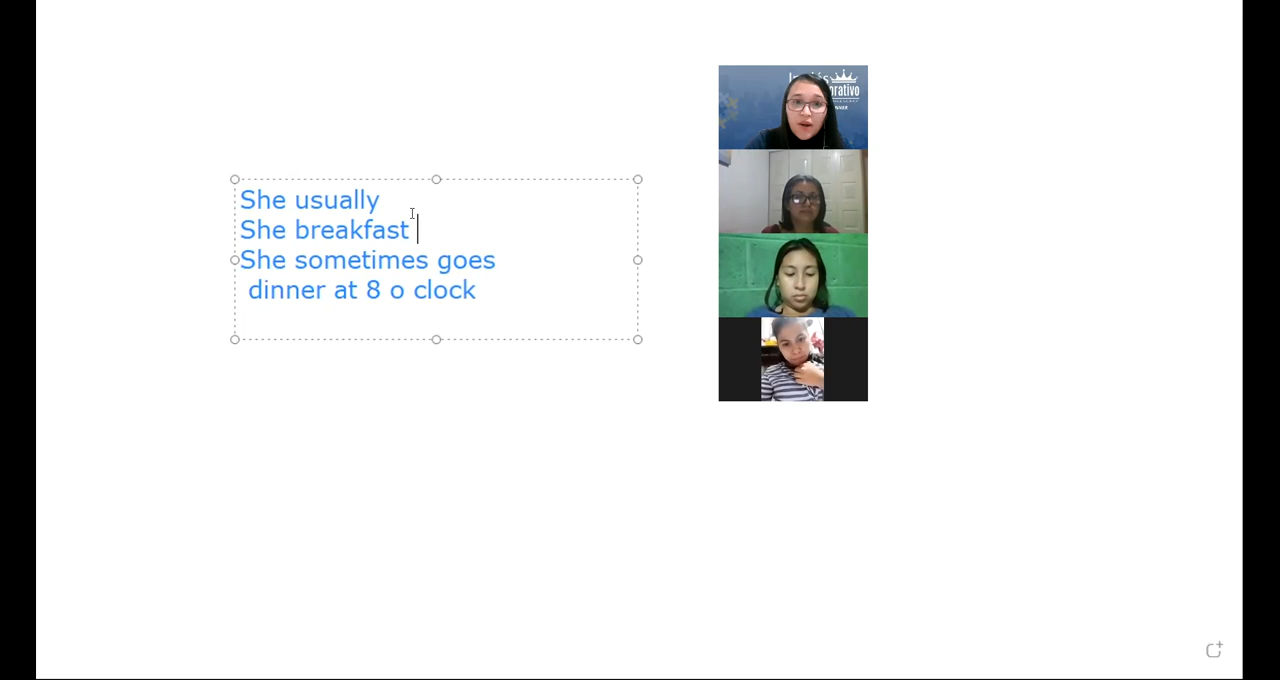 She usually
She breakfast
She sometimes goes
dinner at 8 o clock